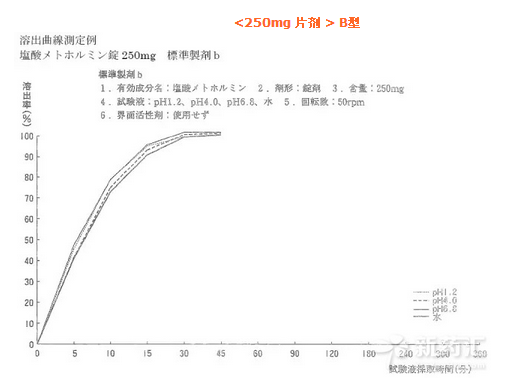 <250mg 片剂 > B型
溶出曲線測定例
塩酸メトホルミン錠 250mg 標準製剤 b
標準製剤 b
1．有効成分名：塩酸メトホルミン 2．剤形：錠剤 3．含量：250mg
4．試験液：pH1.2、pH4.0、pH6.8、水 5．回転数：50rpm
6．界面活性剤：使用せず
溶出率(%)
100
90
80
70
60
50
40
30
20
10
0
0 5 10 15 30 45 60 90 120 180 240 300 360
pH1.2
pH4.0
pH6.8
水
新药汇
試験液採取時間(分)